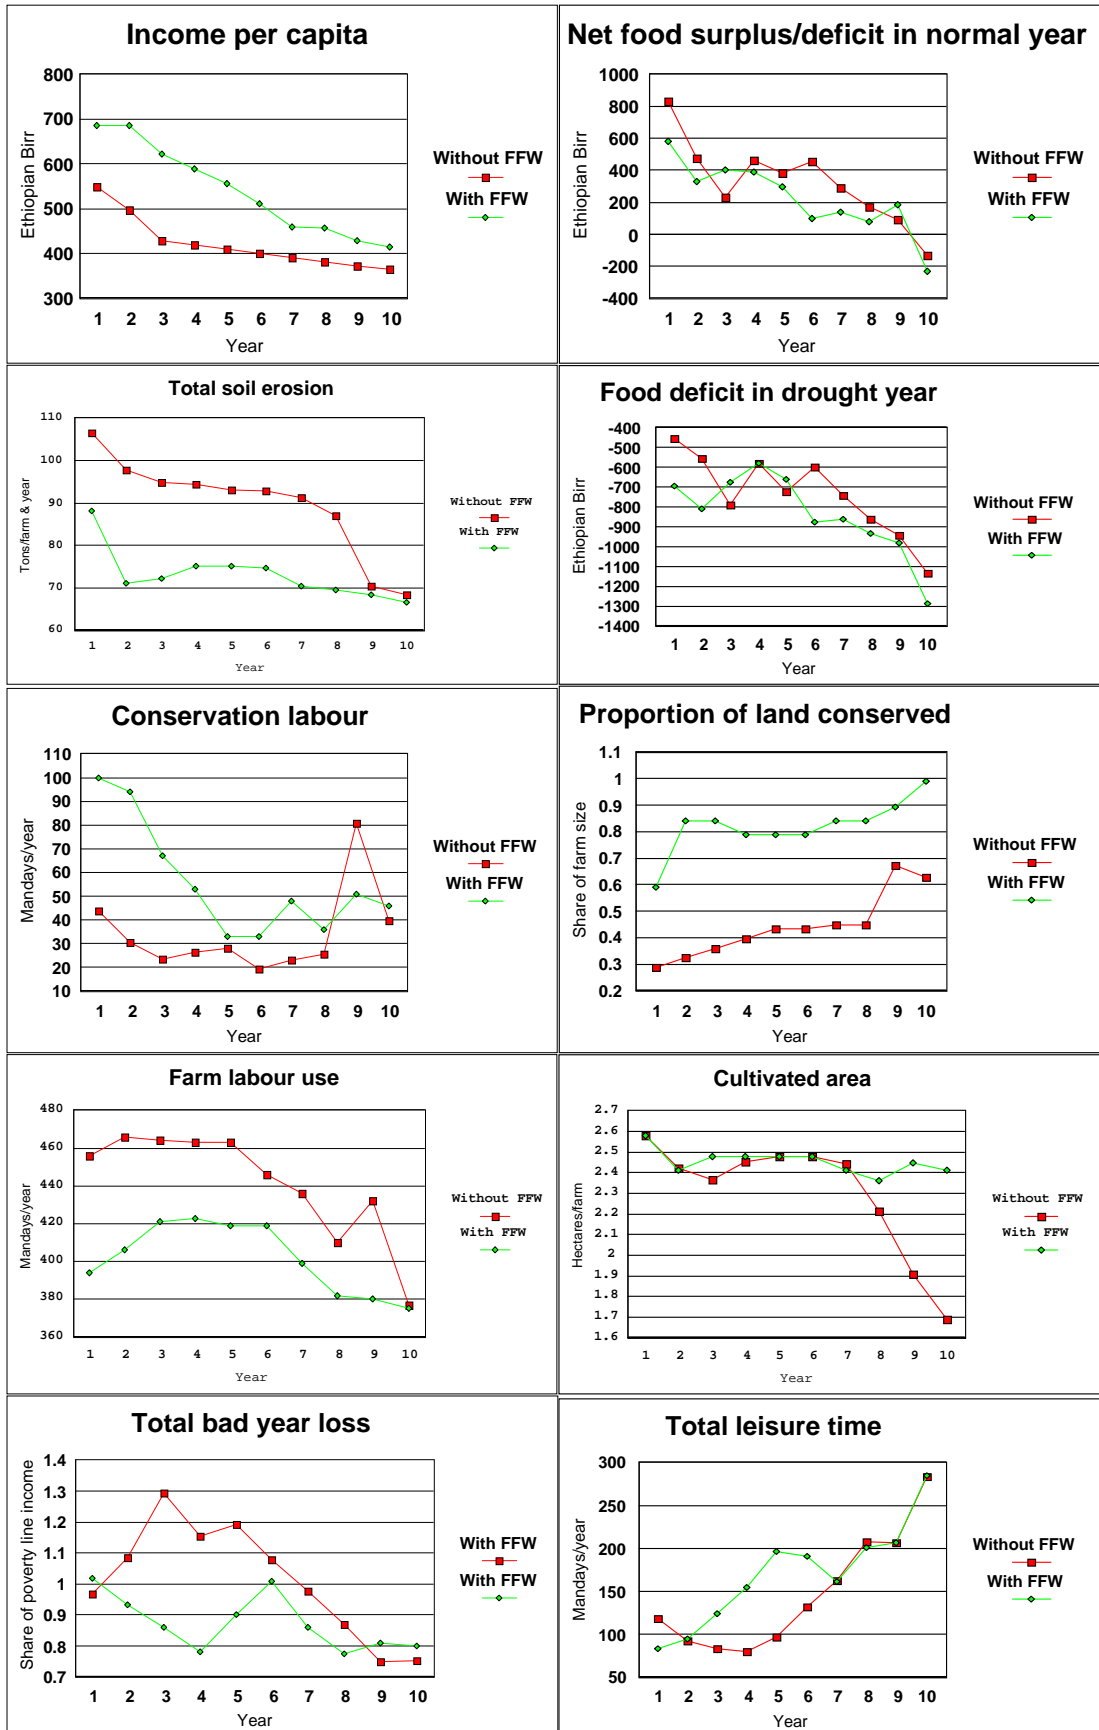 Income per capita
800
700
600
500
400
300
Ethiopian Birr
1 2 3 4 5 6 7 8 9 10
Year
Without FFW
With FFW
Net food surplus/deficit in normal year
1000
800
600
400
200
0
-200
-400
Ethiopian Birr
1 2 3 4 5 6 7 8 9 10
Year
Without FFW
With FFW
Total soil erosion
110
100
90
80
70
60
Tons/farm & year
1 2 3 4 5 6 7 8 9 10
Year
Without FFW
With FFW
Food deficit in drought year
-400
-500
-600
-700
-800
-900
-1000
-1100
-1200
-1300
-1400
Ethiopian Birr
1 2 3 4 5 6 7 8 9 10
Year
Without FFW
With FFW
Conservation labour
110
100
90
80
70
60
50
40
30
20
10
Mandays/year
1 2 3 4 5 6 7 8 9 10
Year
Without FFW
With FFW
Proportion of land conserved
1.1
1
0.9
0.8
0.7
0.6
0.5
0.4
0.3
0.2
Share of farm size
1 2 3 4 5 6 7 8 9 10
Year
Without FFW
With FFW
Farm labour use
480
460
440
420
400
380
360
Mandays/year
1 2 3 4 5 6 7 8 9 10
Year
Without FFW
With FFW
Cultivated area
2.7
2.6
2.5
2.4
2.3
2.2
2.1
2
1.9
1.8
1.7
1.6
Hectares/farm
1 2 3 4 5 6 7 8 9 10
Year
Without FFW
With FFW
Total bad year loss
1.4
1.3
1.2
1.1
1
0.9
0.8
0.7
Share of poverty line income
1 2 3 4 5 6 7 8 9 10
Year
With FFW
With FFW
Total leisure time
300
250
200
150
100
50
Mandays/year
1 2 3 4 5 6 7 8 9 10
Year
Without FFW
With FFW